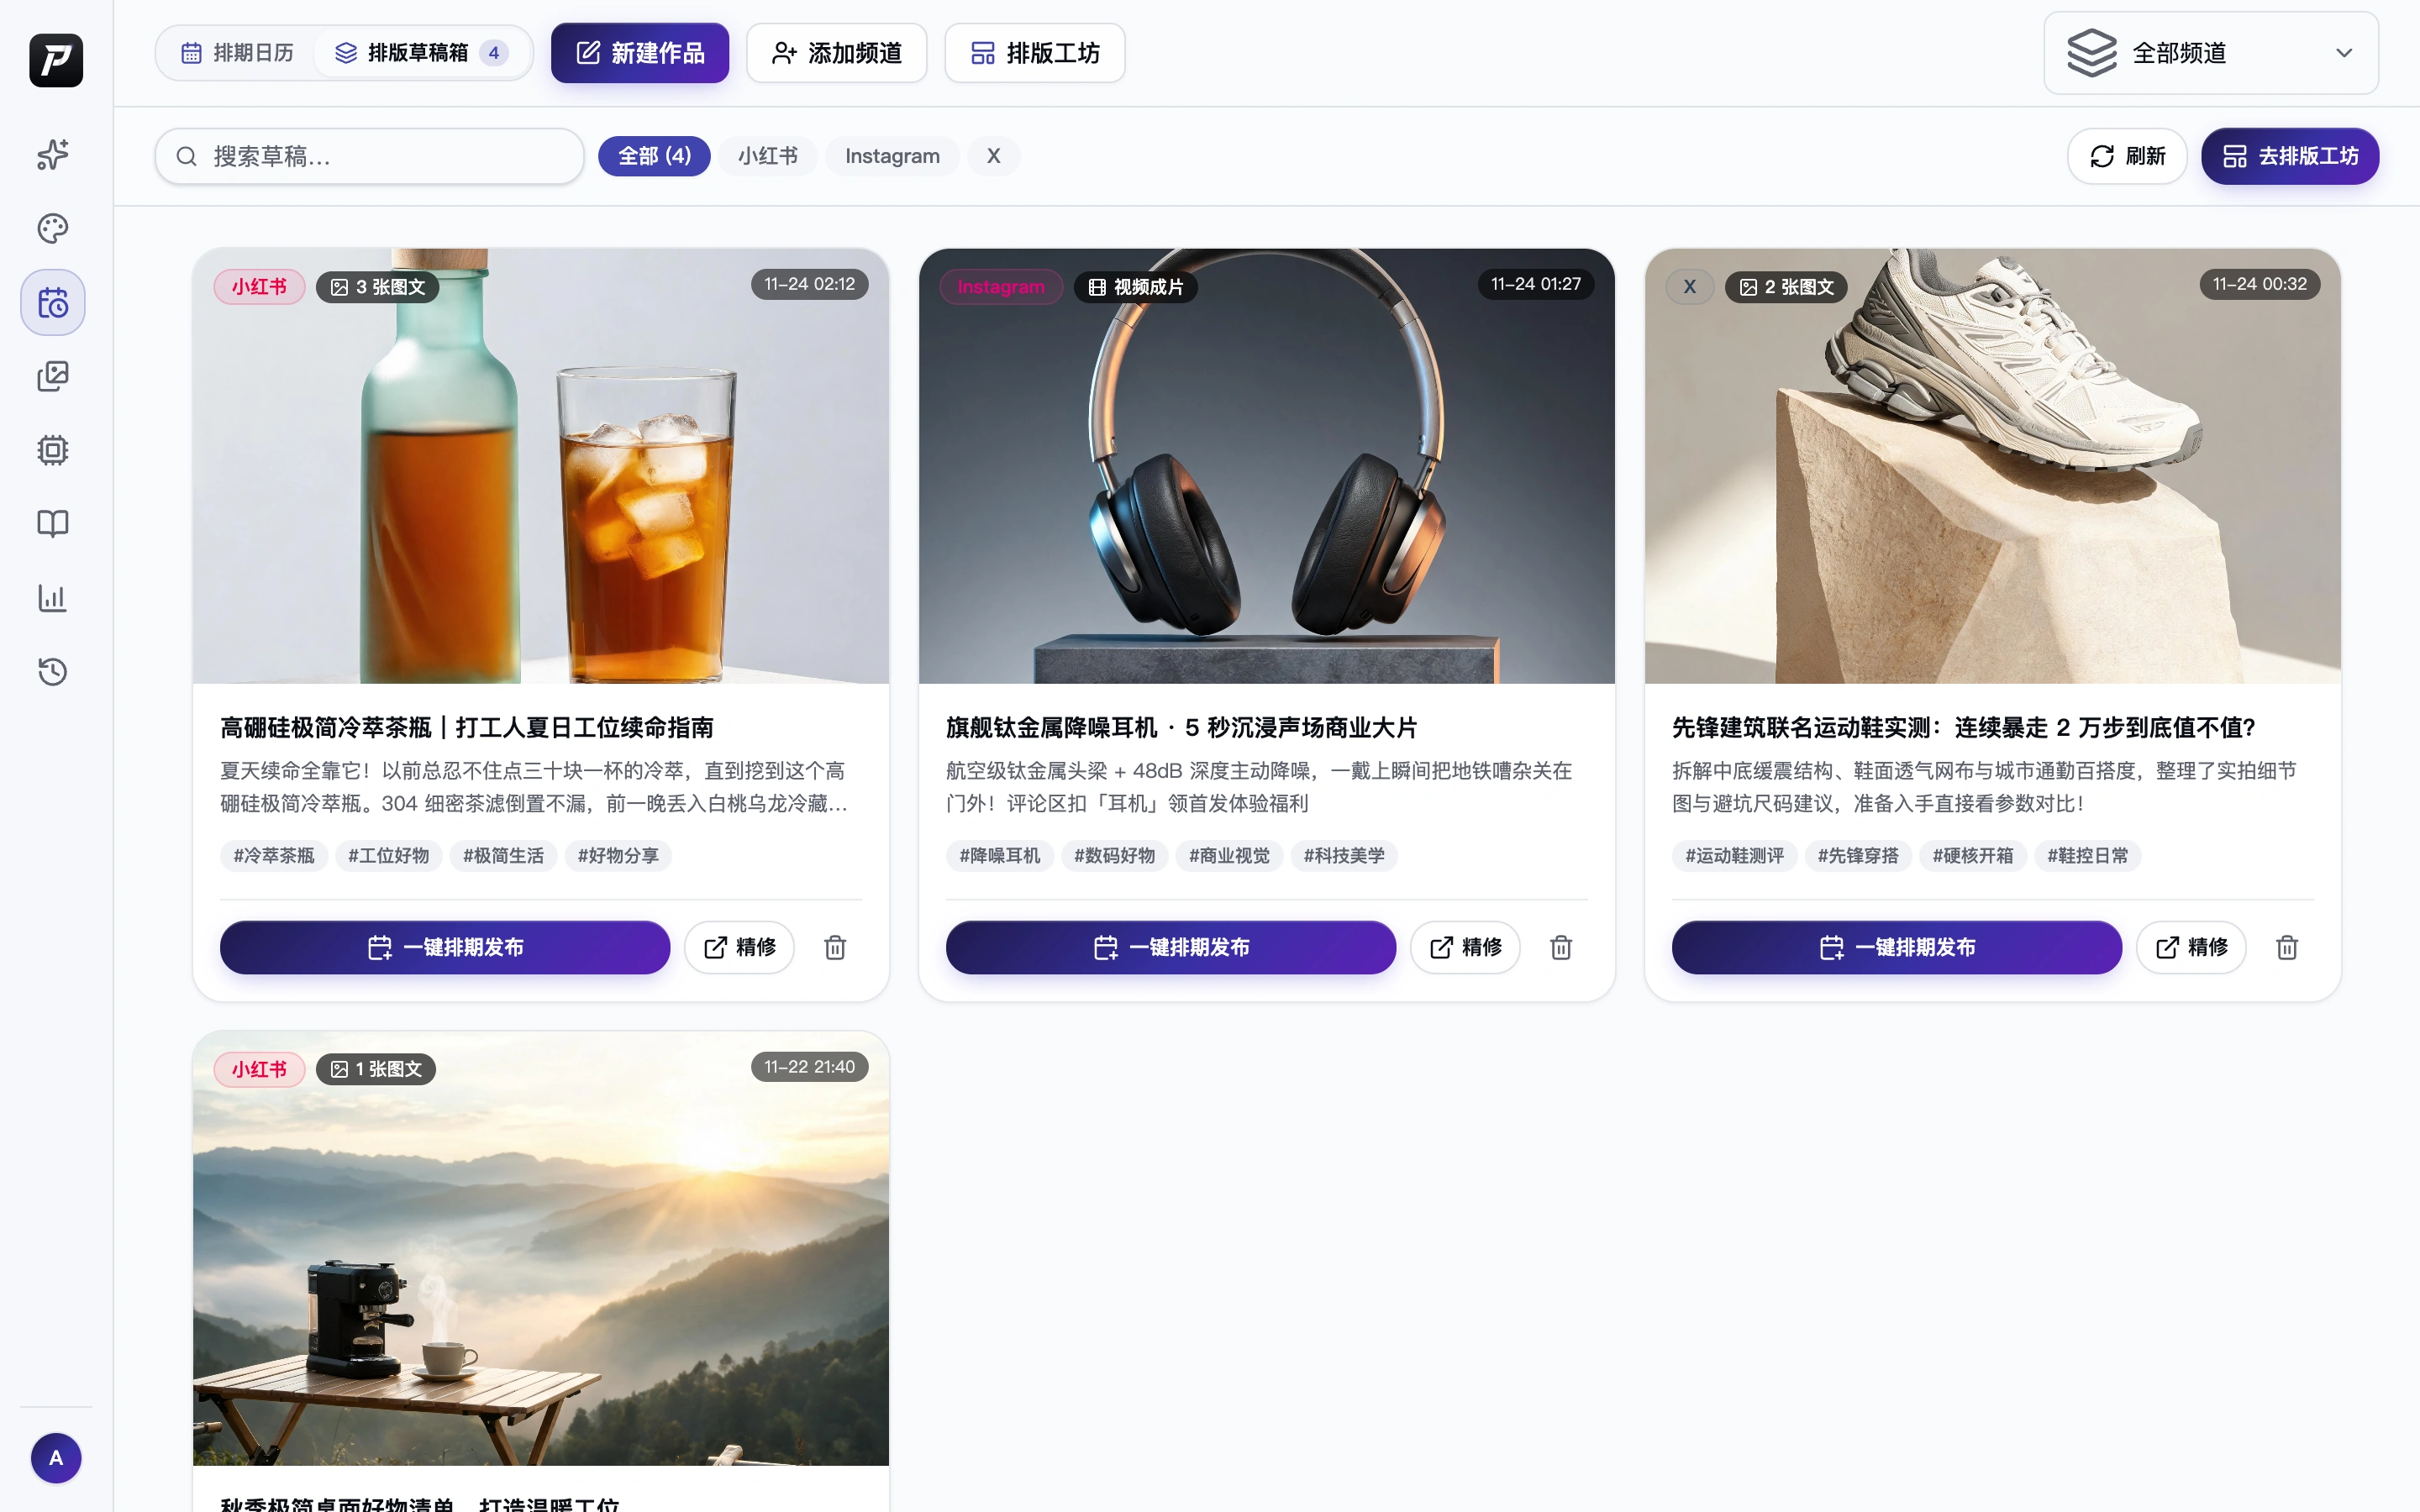 排期日历
排版草稿箱 4
新建作品
添加频道
排版工坊
全部频道
搜索草稿...
全部 (4)
小红书
Instagram
X
刷新
去排版工坊
小红书
3 张图文
11-24 02:12
高硼硅极简冷萃茶瓶｜打工人夏日工位续命指南
夏天续命全靠它！以前总忍不住点三十块一杯的冷萃，直到挖到这个高
硼硅极简冷萃瓶。304 细密茶滤倒置不漏，前一晚丢入白桃乌龙冷藏...
#冷萃茶瓶 #工位好物 #极简生活 #好物分享
一键排期发布
精修
Instagram
视频成片
11-24 01:27
旗舰钛金属降噪耳机 · 5 秒沉浸声场商业大片
航空级钛金属头梁 + 48dB 深度主动降噪，一戴上瞬间把地铁嘈杂关在
门外！评论区扣「耳机」领首发体验福利
#降噪耳机 #数码好物 #商业视觉 #科技美学
一键排期发布
精修
X
2 张图文
11-24 00:32
先锋建筑联名运动鞋实测：连续暴走 2 万步到底值不值？
拆解中底缓震结构、鞋面透气网布与城市通勤百搭度，整理了实拍细节
图与避坑尺码建议，准备入手直接看参数对比！
#运动鞋测评 #先锋穿搭 #硬核开箱 #鞋控日常
一键排期发布
精修
小红书
1 张图文
11-22 21:40
秋季极简桌面好物清单，打造温暖工位
A